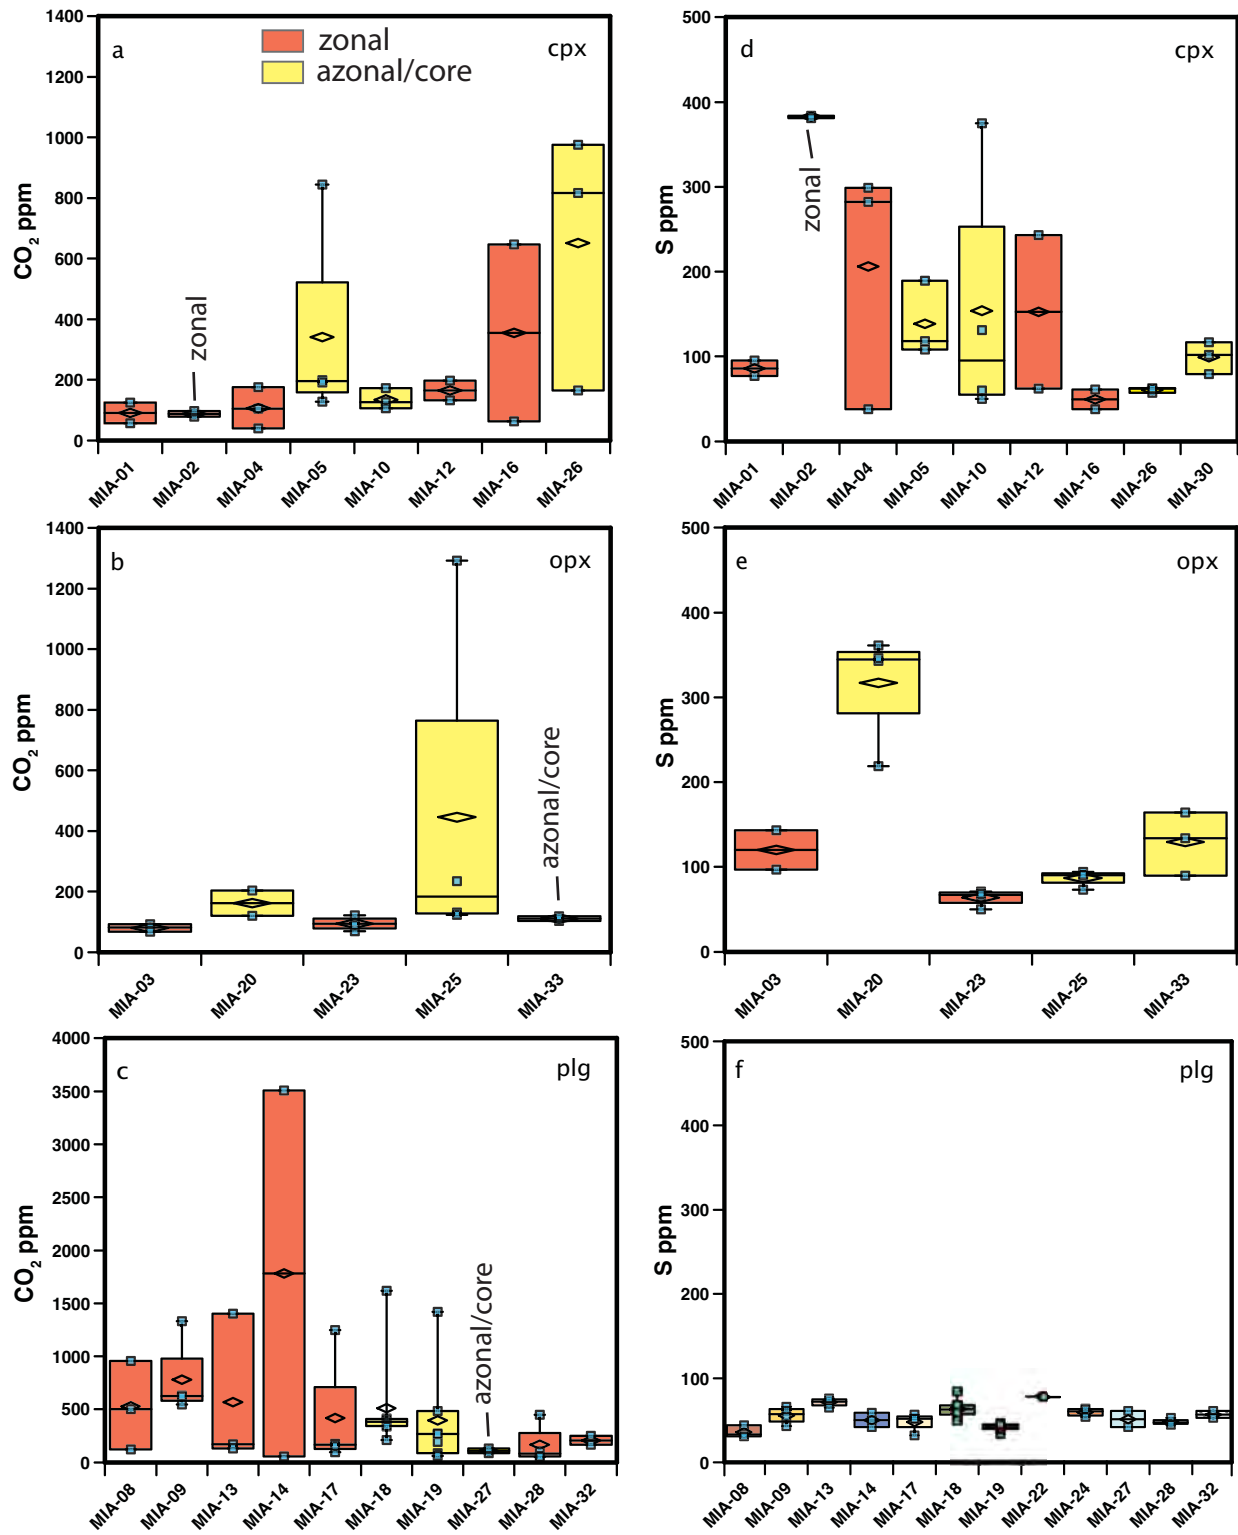 a
zonal
azonal/core
cpx
1400
1200
1000
800
600
400
200
0
CO2 ppm
zonal
MIA-01
MIA-02
MIA-04
MIA-05
MIA-10
MIA-12
MIA-16
MIA-26
d
cpx
500
400
300
200
100
0
S ppm
zonal
MIA-01
MIA-02
MIA-04
MIA-05
MIA-10
MIA-12
MIA-16
MIA-26
MIA-30
b
opx
1400
1200
1000
800
600
400
200
0
CO2 ppm
azonal/core
MIA-03
MIA-20
MIA-23
MIA-25
MIA-33
e
opx
500
400
300
200
100
0
S ppm
MIA-03
MIA-20
MIA-23
MIA-25
MIA-33
c
plg
4000
3500
3000
2500
2000
1500
1000
500
0
CO2 ppm
azonal/core
MIA-08
MIA-09
MIA-13
MIA-14
MIA-17
MIA-18
MIA-19
MIA-27
MIA-28
MIA-32
f
plg
500
400
300
200
100
0
S ppm
MIA-08
MIA-09
MIA-13
MIA-14
MIA-17
MIA-18
MIA-19
MIA-22
MIA-24
MIA-27
MIA-28
MIA-32